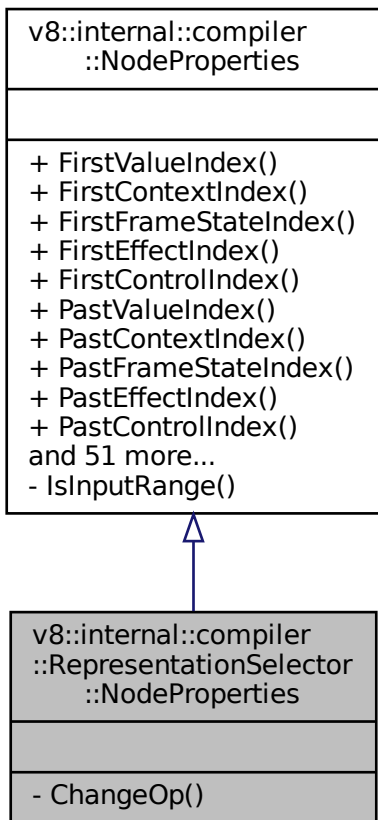 v8::internal::compiler
::NodeProperties
+ FirstValueIndex()
+ FirstContextIndex()
+ FirstFrameStateIndex()
+ FirstEffectIndex()
+ FirstControlIndex()
+ PastValueIndex()
+ PastContextIndex()
+ PastFrameStateIndex()
+ PastEffectIndex()
+ PastControlIndex()
and 51 more...
- IsInputRange()
v8::internal::compiler
::RepresentationSelector
::NodeProperties
- ChangeOp()